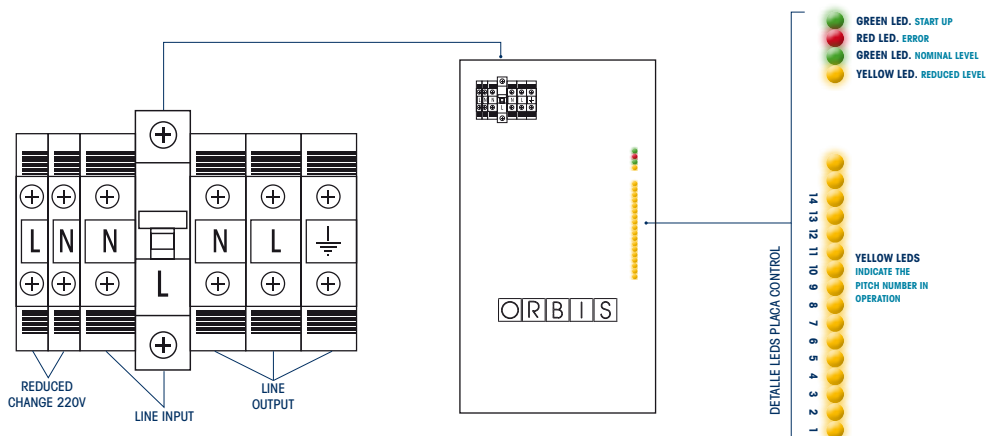 GREEN LED. START UP
RED LED. ERROR
GREEN LED. NOMINAL LEVEL
YELLOW LED. REDUCED LEVEL
L N N L N L
REDUCED
CHANGE 220V
LINE INPUT
LINE
OUTPUT
L N N L N L
ORBIS
DETALLE LEDS PLACA CONTROL
14
13
12
11
10
9
8
7
6
5
4
3
2
1
YELLOW LEDS
INDICATE THE
PITCH NUMBER IN
OPERATION